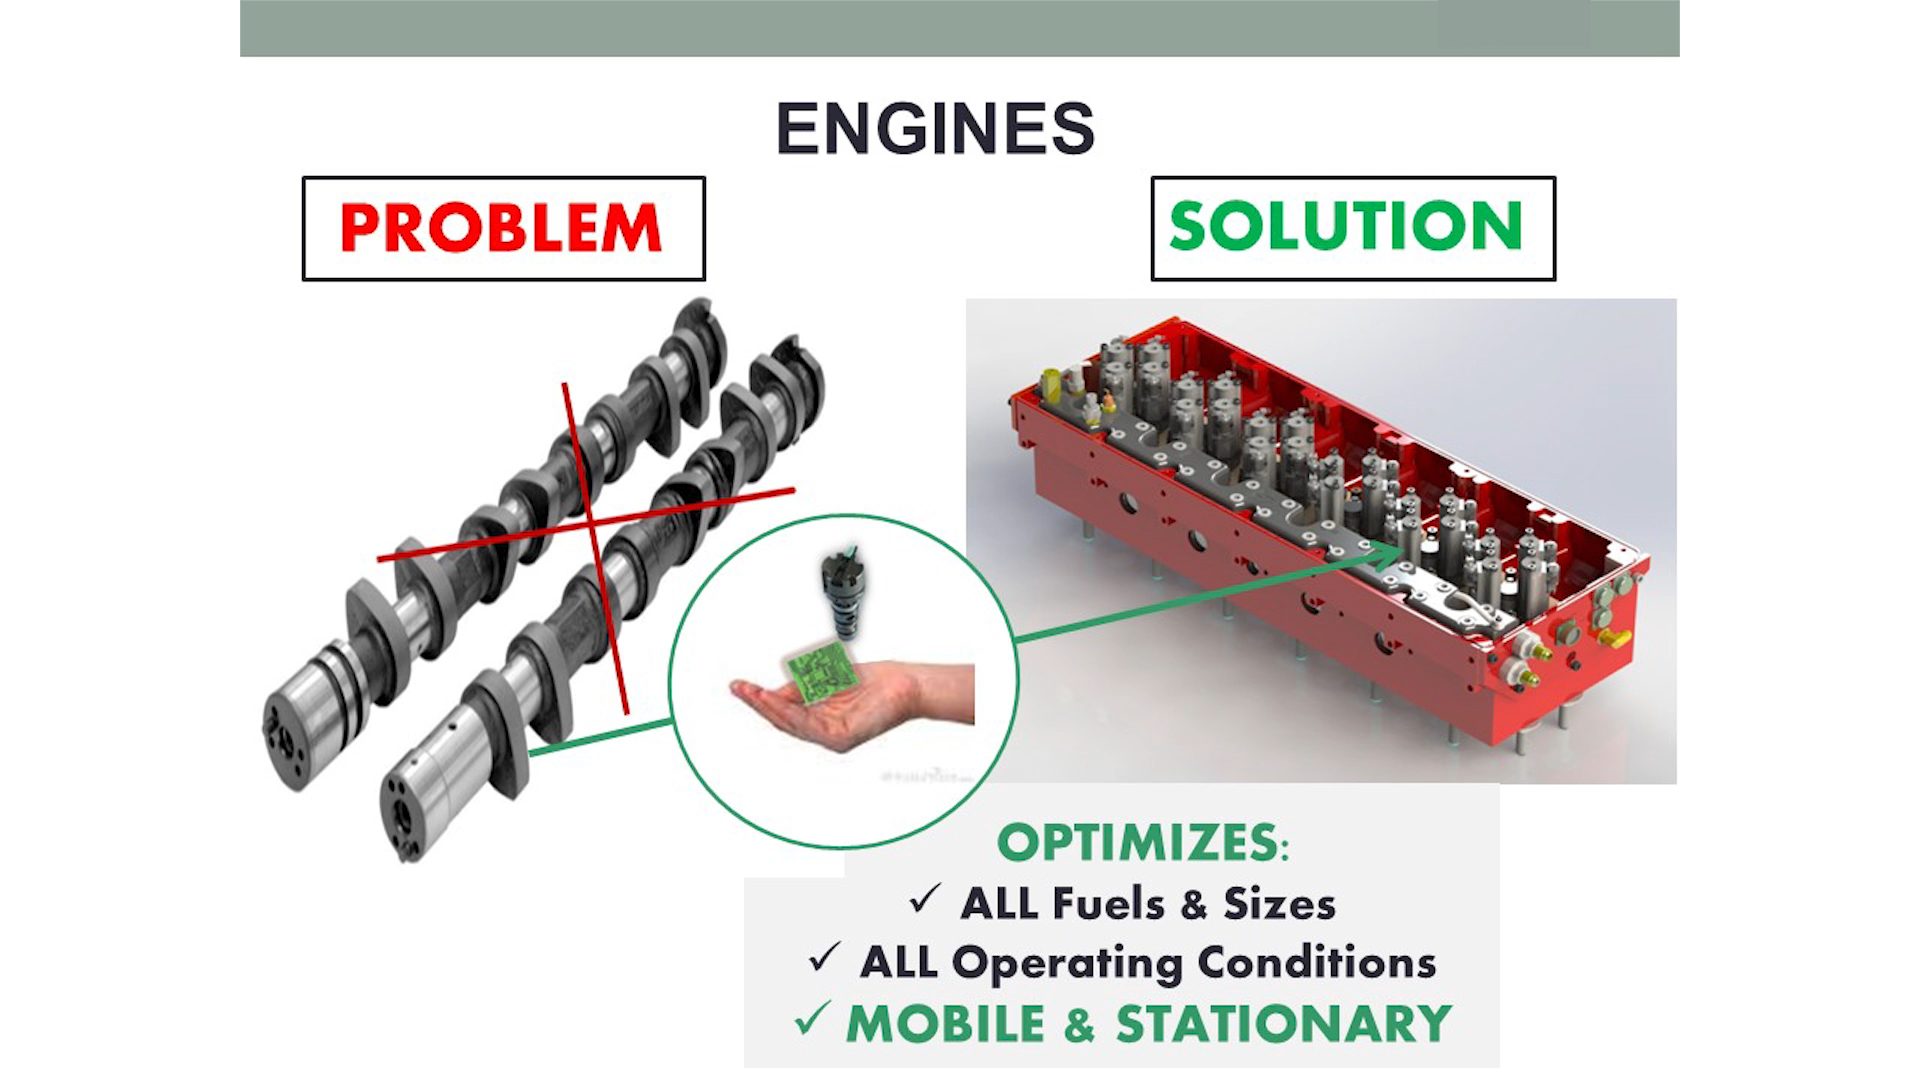 ENGINES
PROBLEM
SOLUTION
OPTIMIZES:
✓ ALL Fuels & Sizes
✓ ALL Operating Conditions
✓ MOBILE & STATIONARY